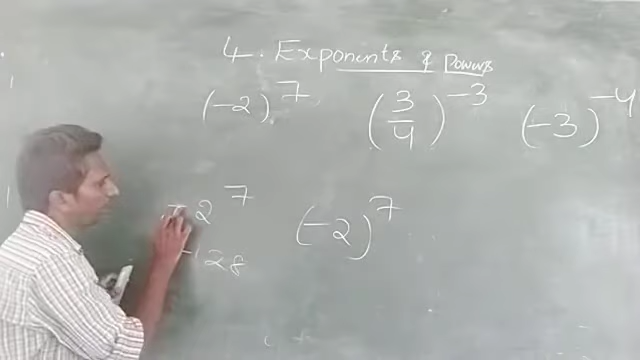 4. Exponents & Powers
(-2)^7 (3/4)^-3 (-3)^-4
-2^7 (-2)^7
-128